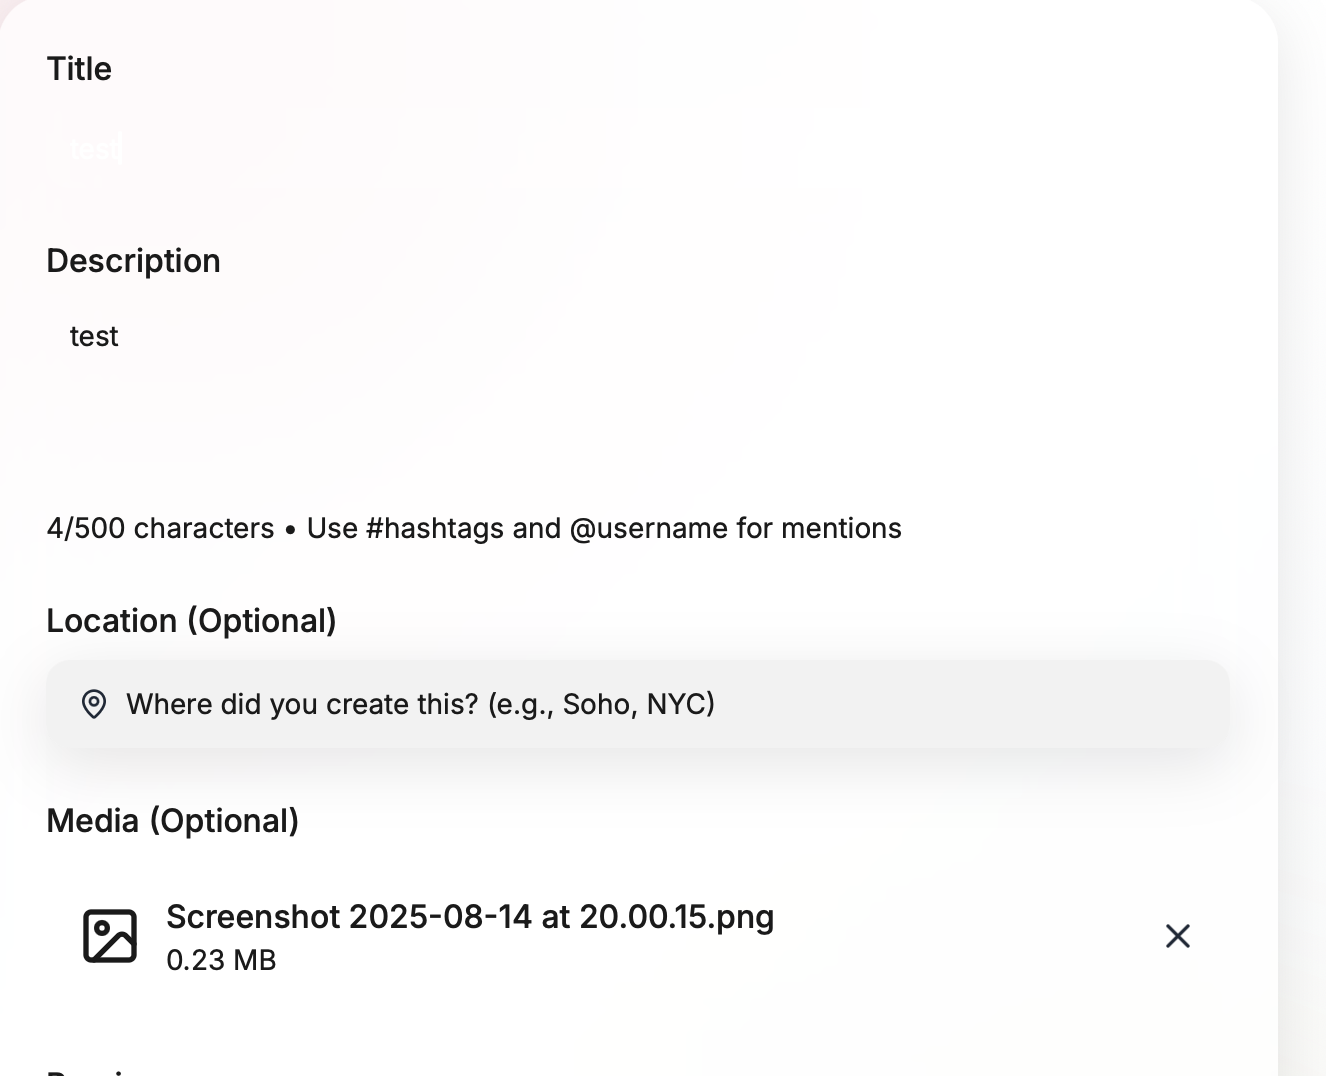 Title
test
Description
test
4/500 characters • Use #hashtags and @username for mentions
Location (Optional)
Where did you create this? (e.g., Soho, NYC)
Media (Optional)
Screenshot 2025-08-14 at 20.00.15.png
0.23 MB